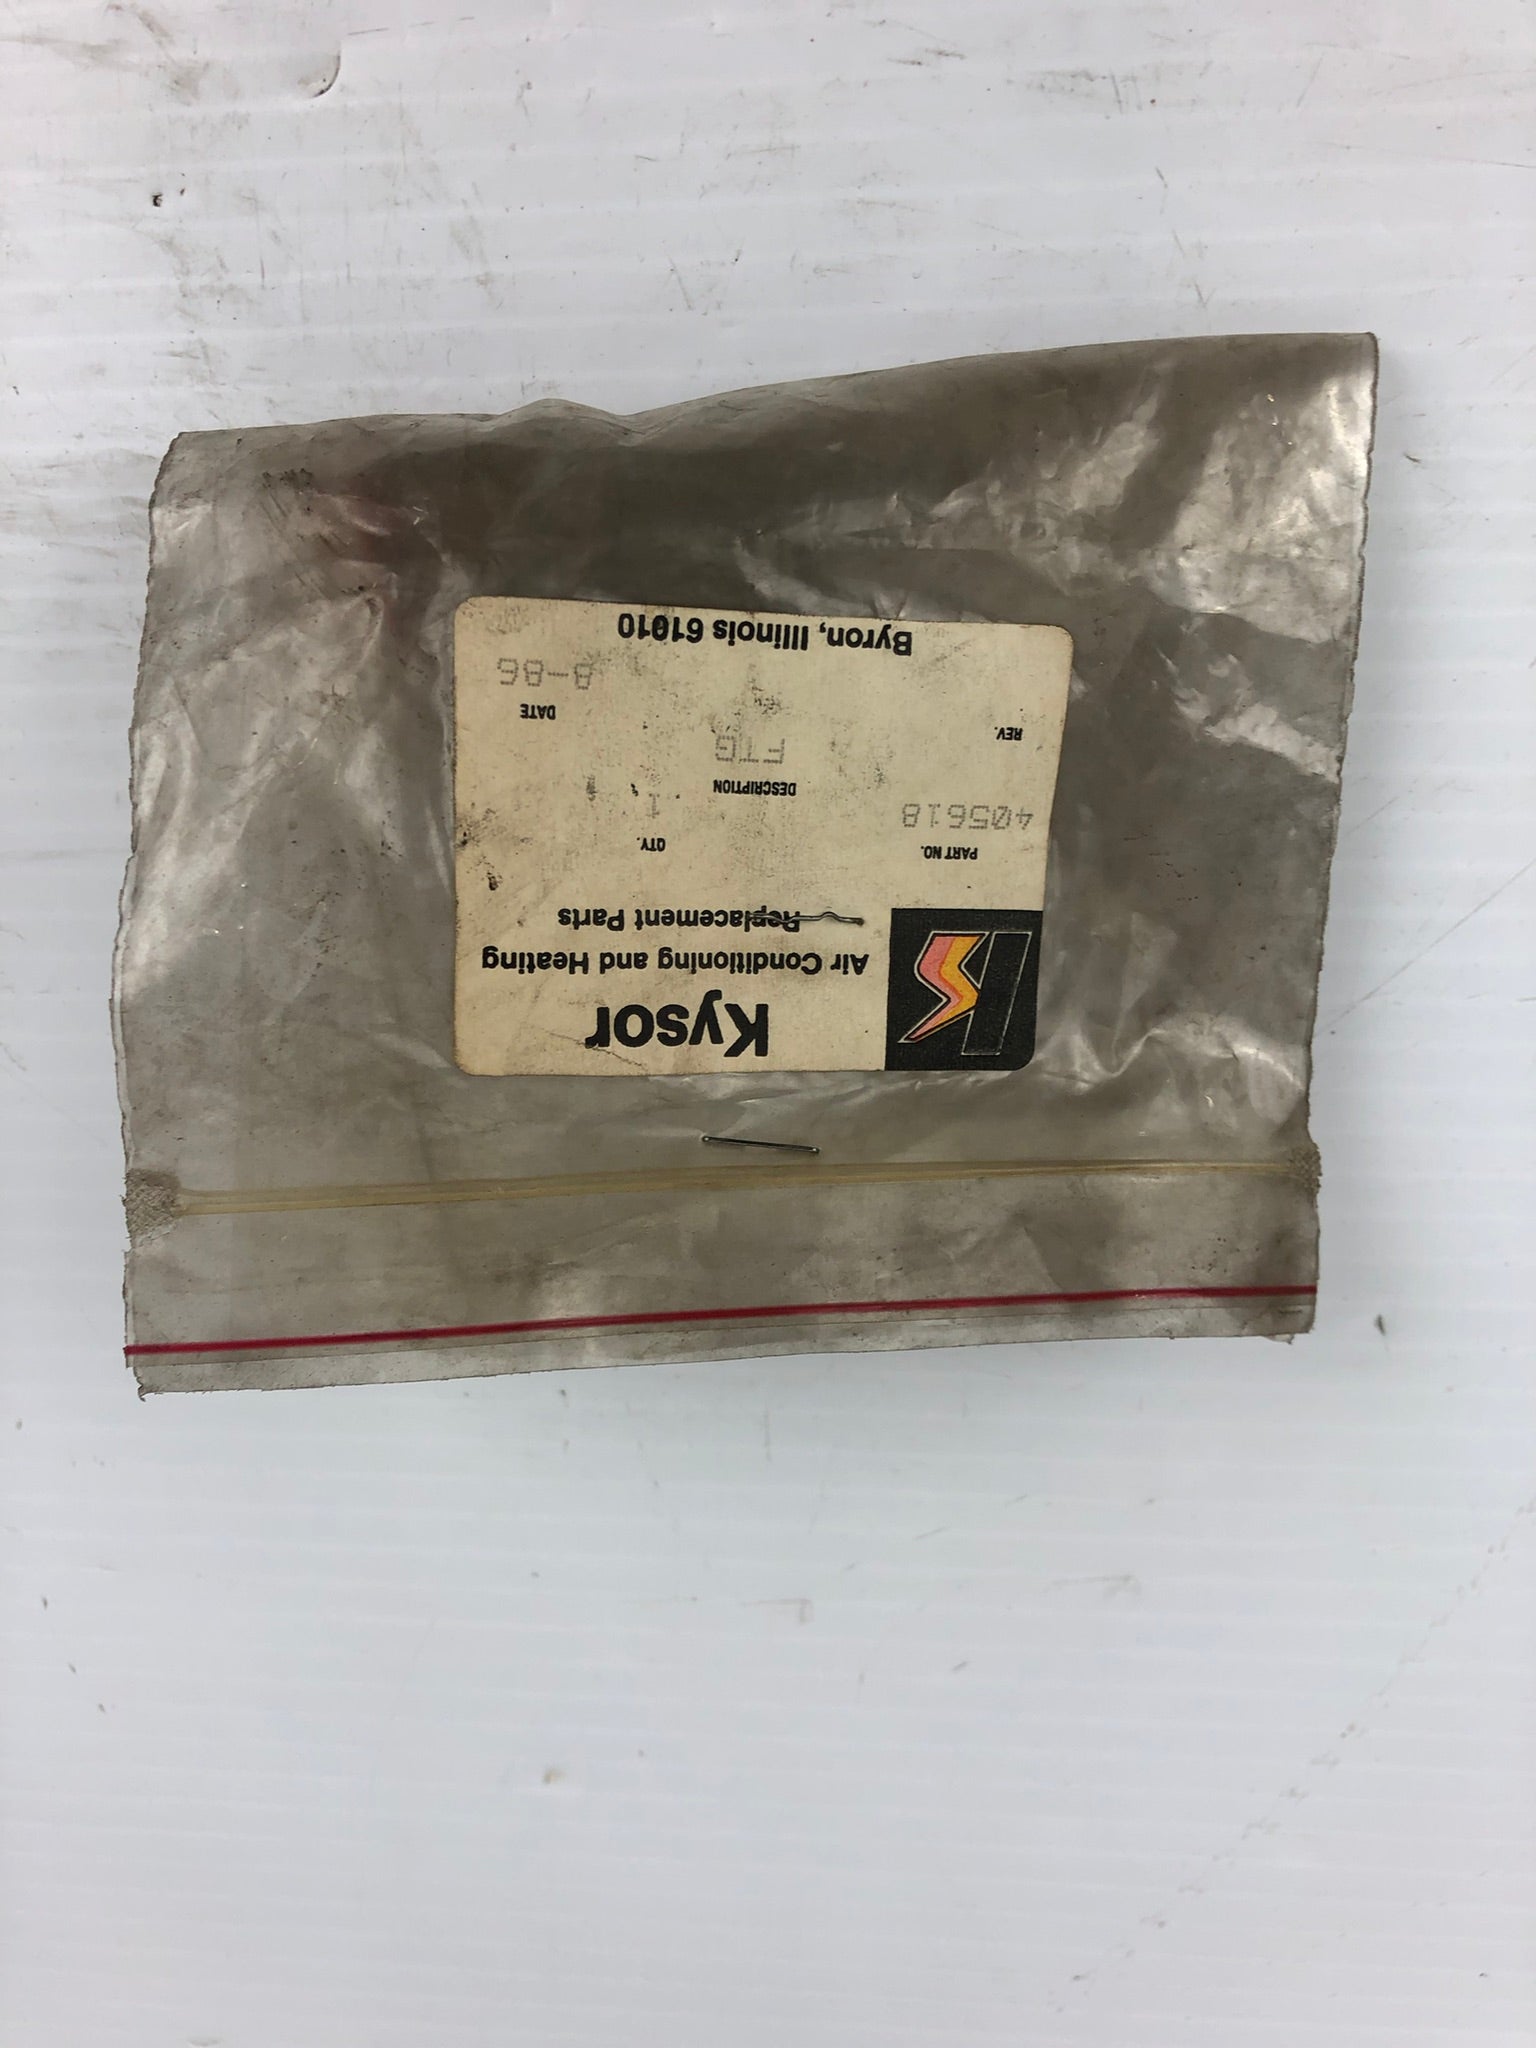 Kysor
Air Conditioning and Heating
Replacement Parts
PART NO. QTY.
405618 1
DESCRIPTION
FTG
REV. DATE
8-86
Byron, Illinois 61010